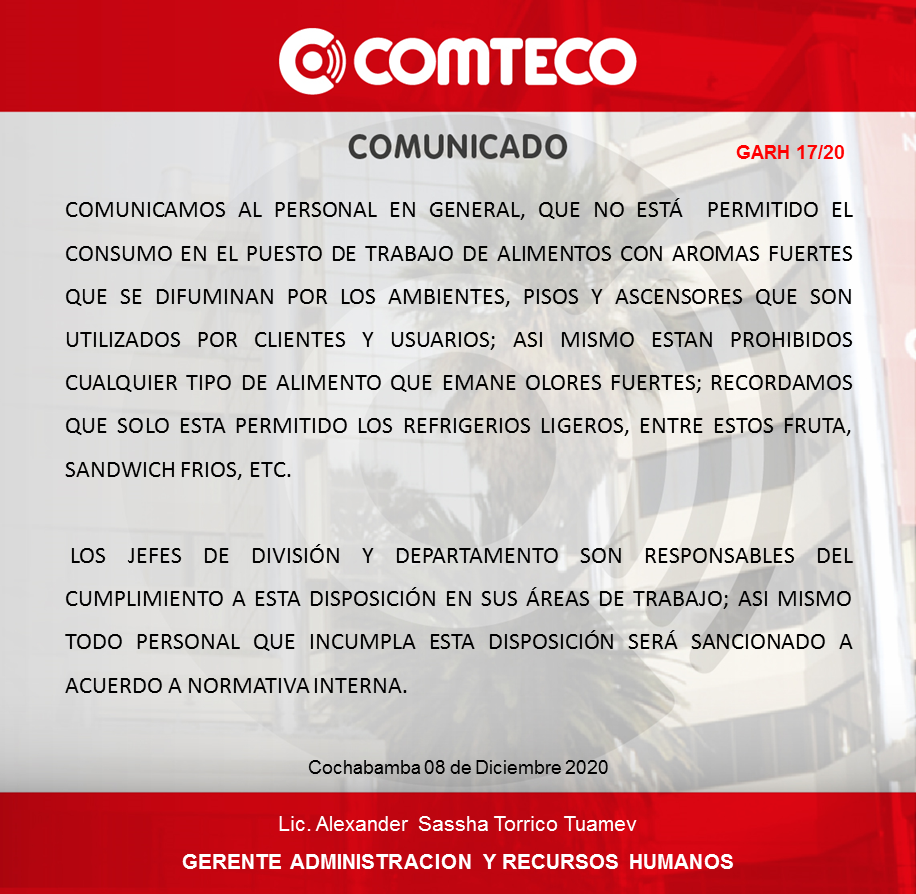 COMTECO
COMUNICADO
GARH 17/20
COMUNICAMOS AL PERSONAL EN GENERAL, QUE NO ESTÁ PERMITIDO EL
CONSUMO EN EL PUESTO DE TRABAJO DE ALIMENTOS CON AROMAS FUERTES
QUE SE DIFUMINAN POR LOS AMBIENTES, PISOS Y ASCENSORES QUE SON
UTILIZADOS POR CLIENTES Y USUARIOS; ASI MISMO ESTAN PROHIBIDOS
CUALQUIER TIPO DE ALIMENTO QUE EMANE OLORES FUERTES; RECORDAMOS
QUE SOLO ESTA PERMITIDO LOS REFRIGERIOS LIGEROS, ENTRE ESTOS FRUTA,
SANDWICH FRIOS, ETC.
LOS JEFES DE DIVISIÓN Y DEPARTAMENTO SON RESPONSABLES DEL
CUMPLIMIENTO A ESTA DISPOSICIÓN EN SUS ÁREAS DE TRABAJO; ASI MISMO
TODO PERSONAL QUE INCUMPLA ESTA DISPOSICIÓN SERÁ SANCIONADO A
ACUERDO A NORMATIVA INTERNA.
Cochabamba 08 de Diciembre 2020
Lic. Alexander Sassha Torrico Tuamev
GERENTE ADMINISTRACION Y RECURSOS HUMANOS